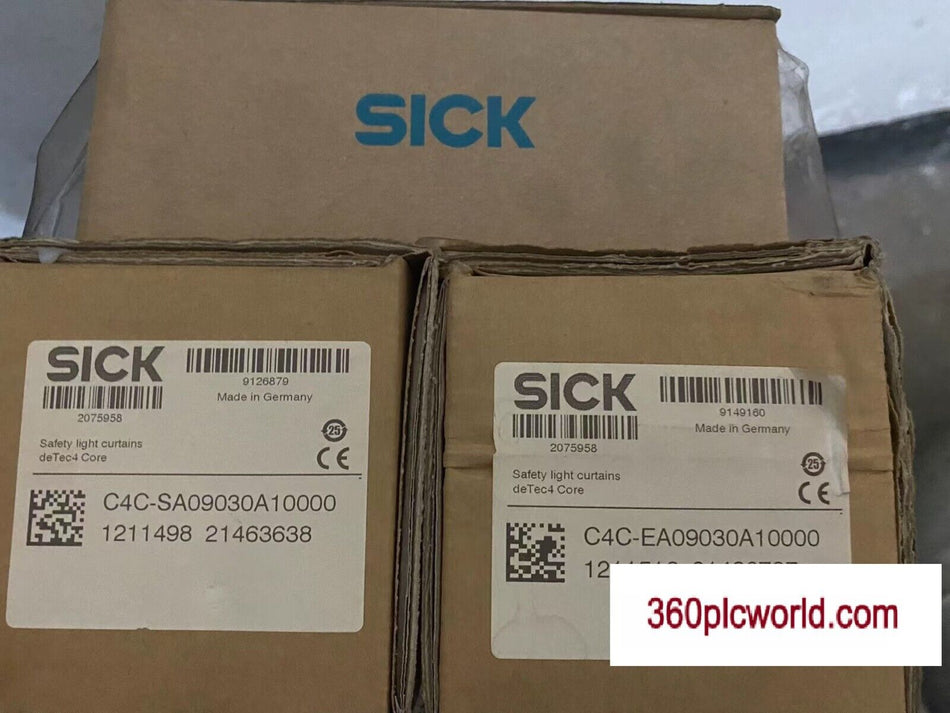 SICK
SICK
9126879
Made in Germany
2075958
25
Safety light curtains
deTec4 Core
CE
C4C-SA09030A10000
1211498 21463638
SICK
9149160
Made in Germany
2075958
25
Safety light curtains
deTec4 Core
CE
C4C-EA09030A10000
360plcworld.com